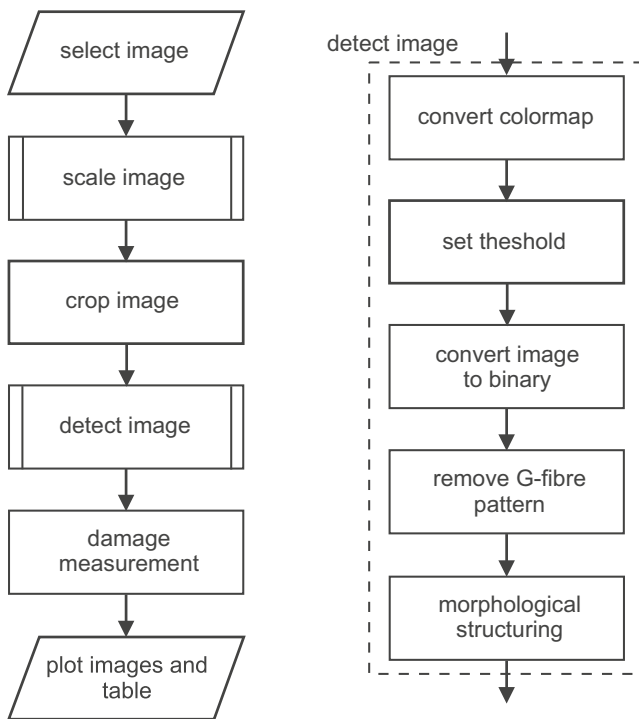 select image
scale image
crop image
detect image
damage
measurement
plot images and
table
detect image
convert colormap
set theshold
convert image
to binary
remove G-fibre
pattern
morphological
structuring